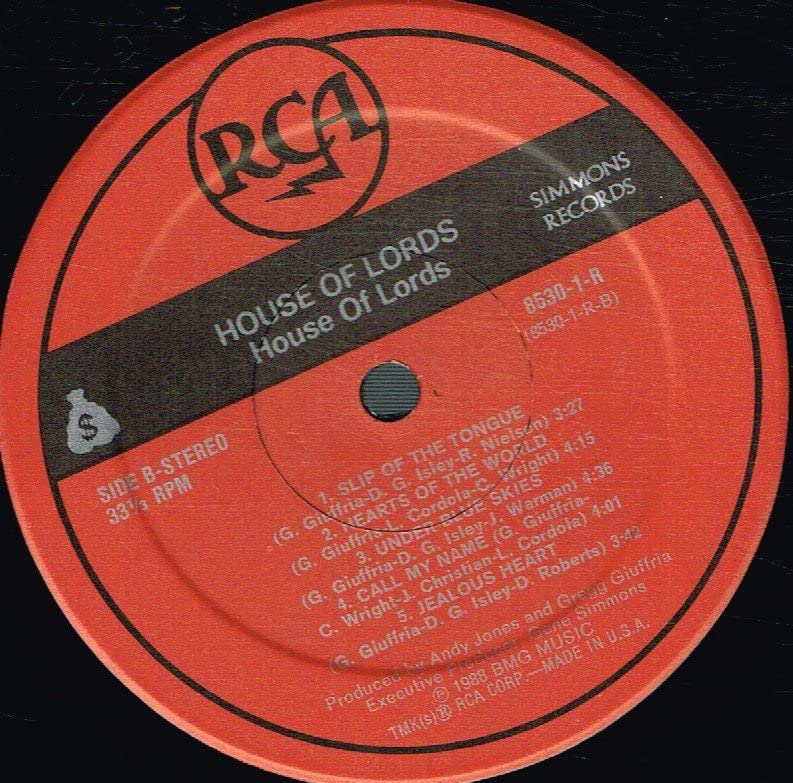 RCA
SIMMONS
RECORDS
HOUSE OF LORDS
House Of Lords
8530-1-R
(8530-1-R-B)
$
SIDE B-STEREO
33⅓ RPM
1. SLIP OF THE TONGUE
(G. Giuffria-D. G. Isley-R. Nielsen) 3:27
2. HEARTS OF THE WORLD
(G. Giuffria-L. Cordola-C. Wright) 4:15
3. UNDER BLUE SKIES
(G. Giuffria-D. G. Isley-J. Warman) 4:36
4. CALL MY NAME (G. Giuffria-
C. Wright-J. Christian-L. Cordola) 4:01
5. JEALOUS HEART
(G. Giuffria-D. G. Isley-D. Roberts) 3:42
Produced by Andy Jones and Gregg Giuffria
Executive Producer: Gene Simmons
℗ 1988 BMG MUSIC
TMK(s)® RCA CORP.—MADE IN U.S.A.